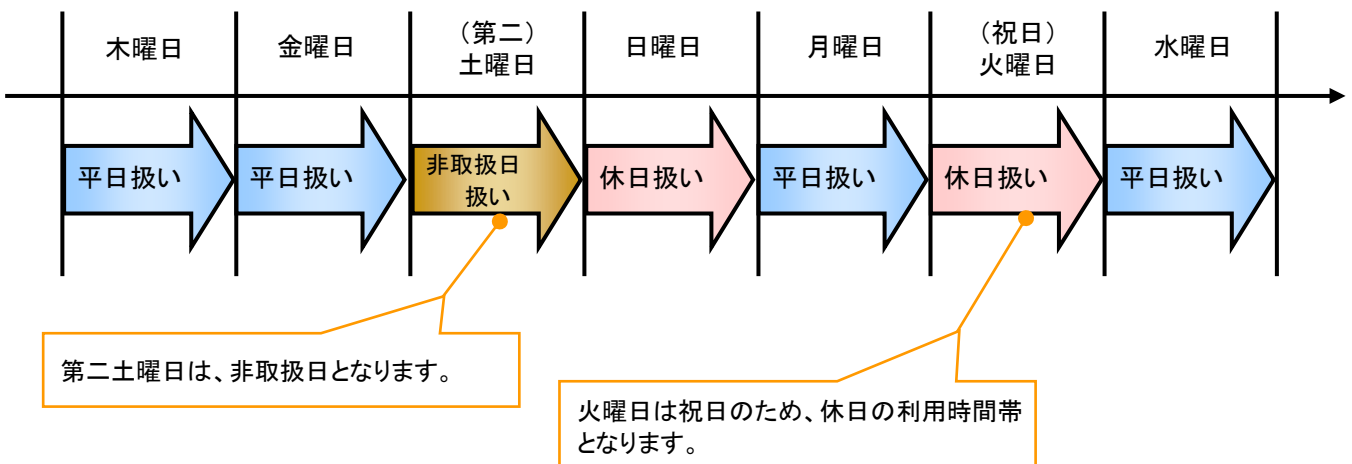 木曜日
金曜日
（第二）
土曜日
日曜日
月曜日
（祝日）
火曜日
水曜日
平日扱い
平日扱い
非取扱日
扱い
休日扱い
平日扱い
休日扱い
平日扱い
第二土曜日は、非取扱日となります。
火曜日は祝日のため、休日の利用時間帯
となります。